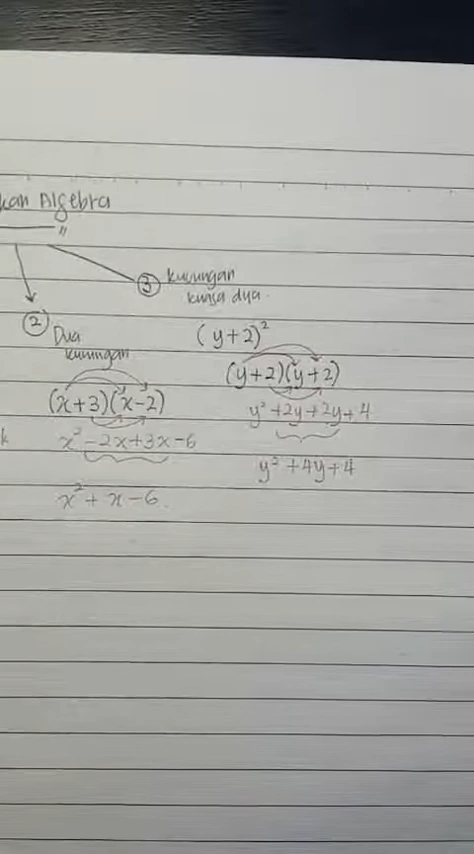 kan Algebra
② Dua
kurungan
(x+3)(x-2)
x² -2x+3x-6
x² + x -6
③ kurungan
kuasa dua.
(y+2)²
(y+2)(y+2)
y² +2y+2y+4
y² +4y+4
k